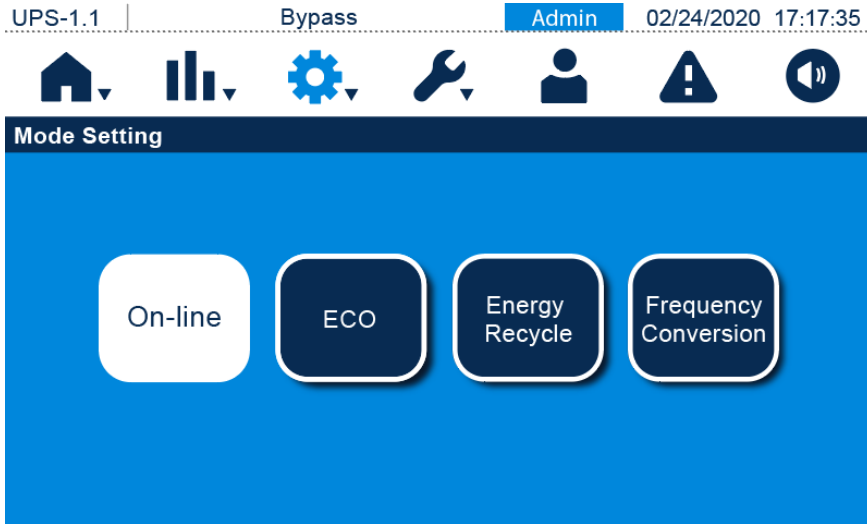 UPS-1.1 Bypass Admin 02/24/2020 17:17:35
Mode Setting
On-line
ECO
Energy
Recycle
Frequency
Conversion